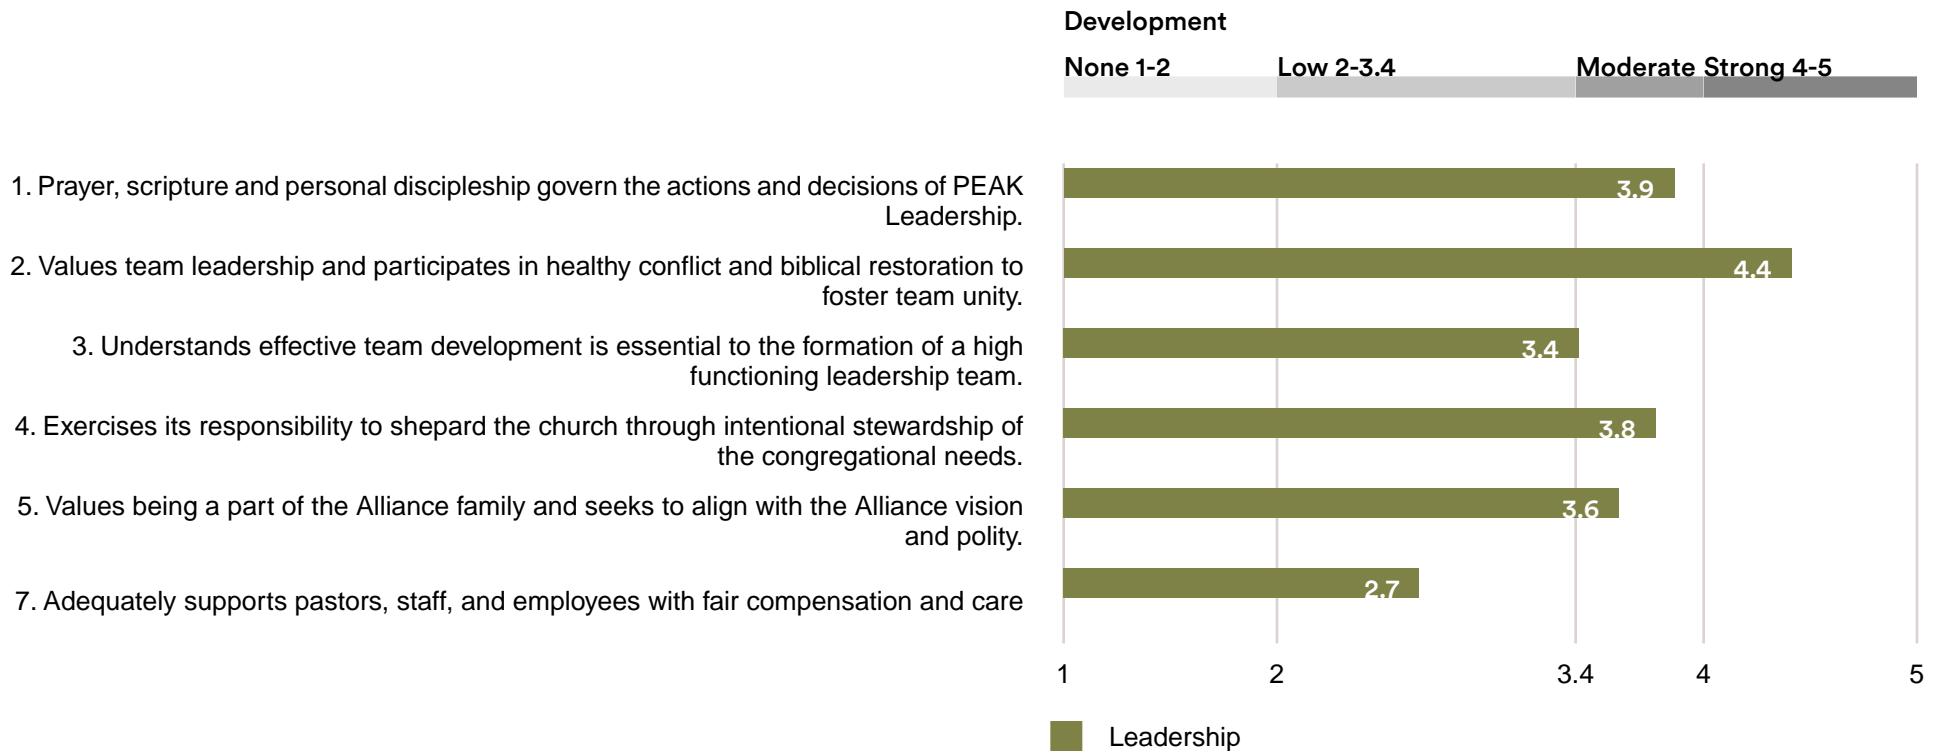 Development
None 1-2 Low 2-3.4 Moderate Strong 4-5
1. Prayer, scripture and personal discipleship govern the actions and decisions of PEAK
Leadership.
3.9
2. Values team leadership and participates in healthy conflict and biblical restoration to
foster team unity.
4.4
3. Understands effective team development is essential to the formation of a high
functioning leadership team.
3.4
4. Exercises its responsibility to shepard the church through intentional stewardship of
the congregational needs.
3.8
5. Values being a part of the Alliance family and seeks to align with the Alliance vision
and polity.
3.6
7. Adequately supports pastors, staff, and employees with fair compensation and care
2.7
1 2 3.4 4 5
Leadership